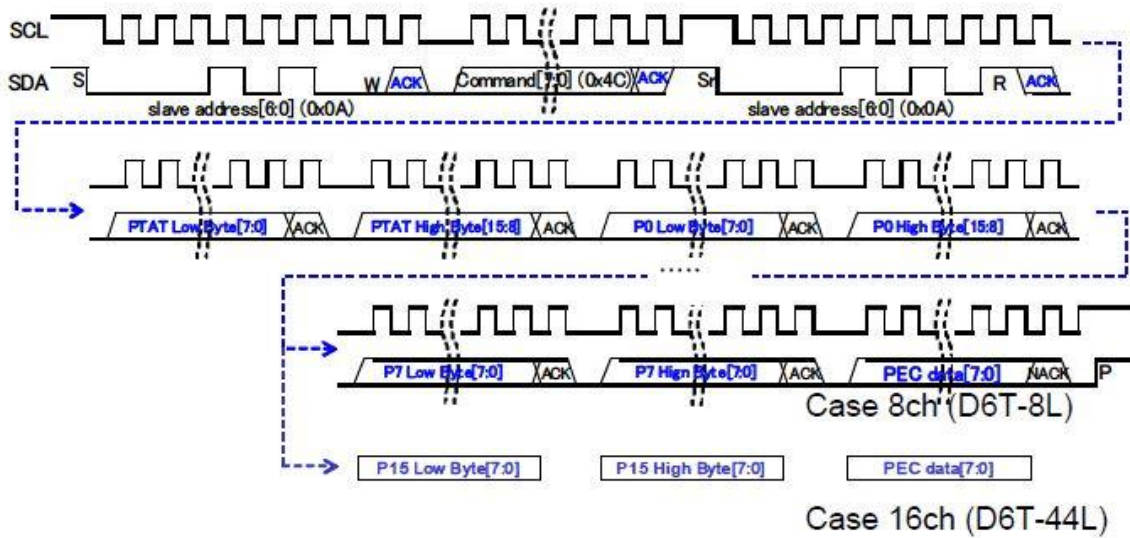 SCL
SDA S W ACK Command[7:0] (0x4C) ACK Sr R ACK
slave address[6:0] (0x0A) slave address[6:0] (0x0A)
PTAT Low Byte[7:0] ACK PTAT High Byte[15:8] ACK P0 Low Byte[7:0] ACK P0 High Byte[15:8] ACK
......
P7 Low Byte[7:0] ACK P7 Hign Byte[7:0] ACK PEC data[7:0] NACK P
Case 8ch (D6T-8L)
P15 Low Byte[7:0] P15 High Byte[7:0] PEC data[7:0]
Case 16ch (D6T-44L)